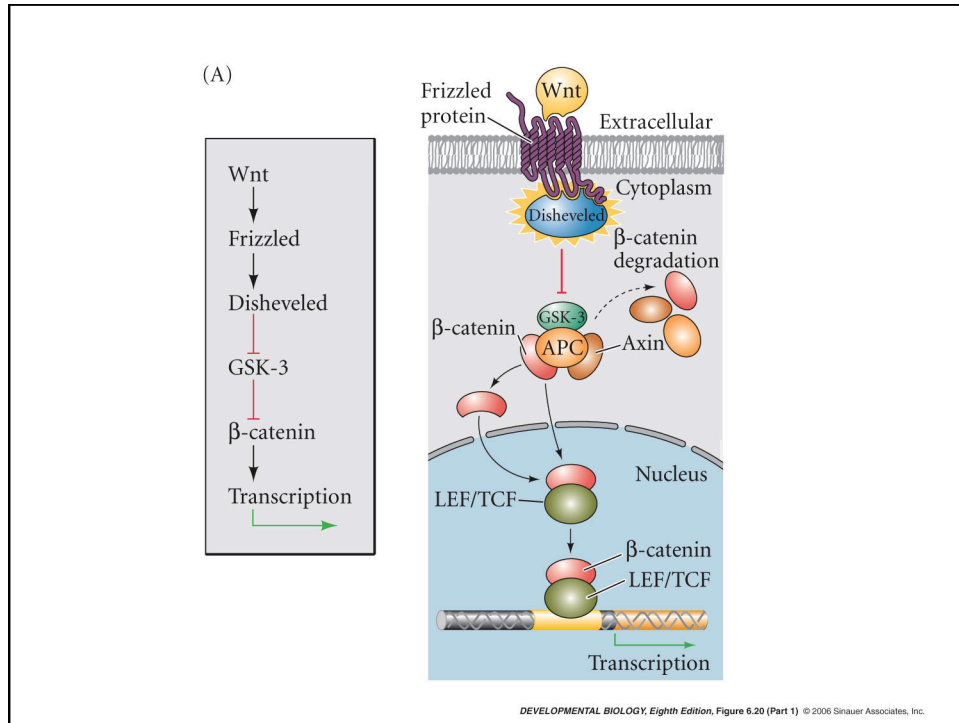 (A)
Wnt
Frizzled
Disheveled
GSK-3
β-catenin
Transcription
Frizzled
protein
Wnt
Extracellular
Cytoplasm
Disheveled
β-catenin
degradation
GSK-3
β-catenin
APC
Axin
Nucleus
LEF/TCF
β-catenin
LEF/TCF
Transcription
DEVELOPMENTAL BIOLOGY, Eighth Edition, Figure 6.20 (Part 1) © 2006 Sinauer Associates, Inc.